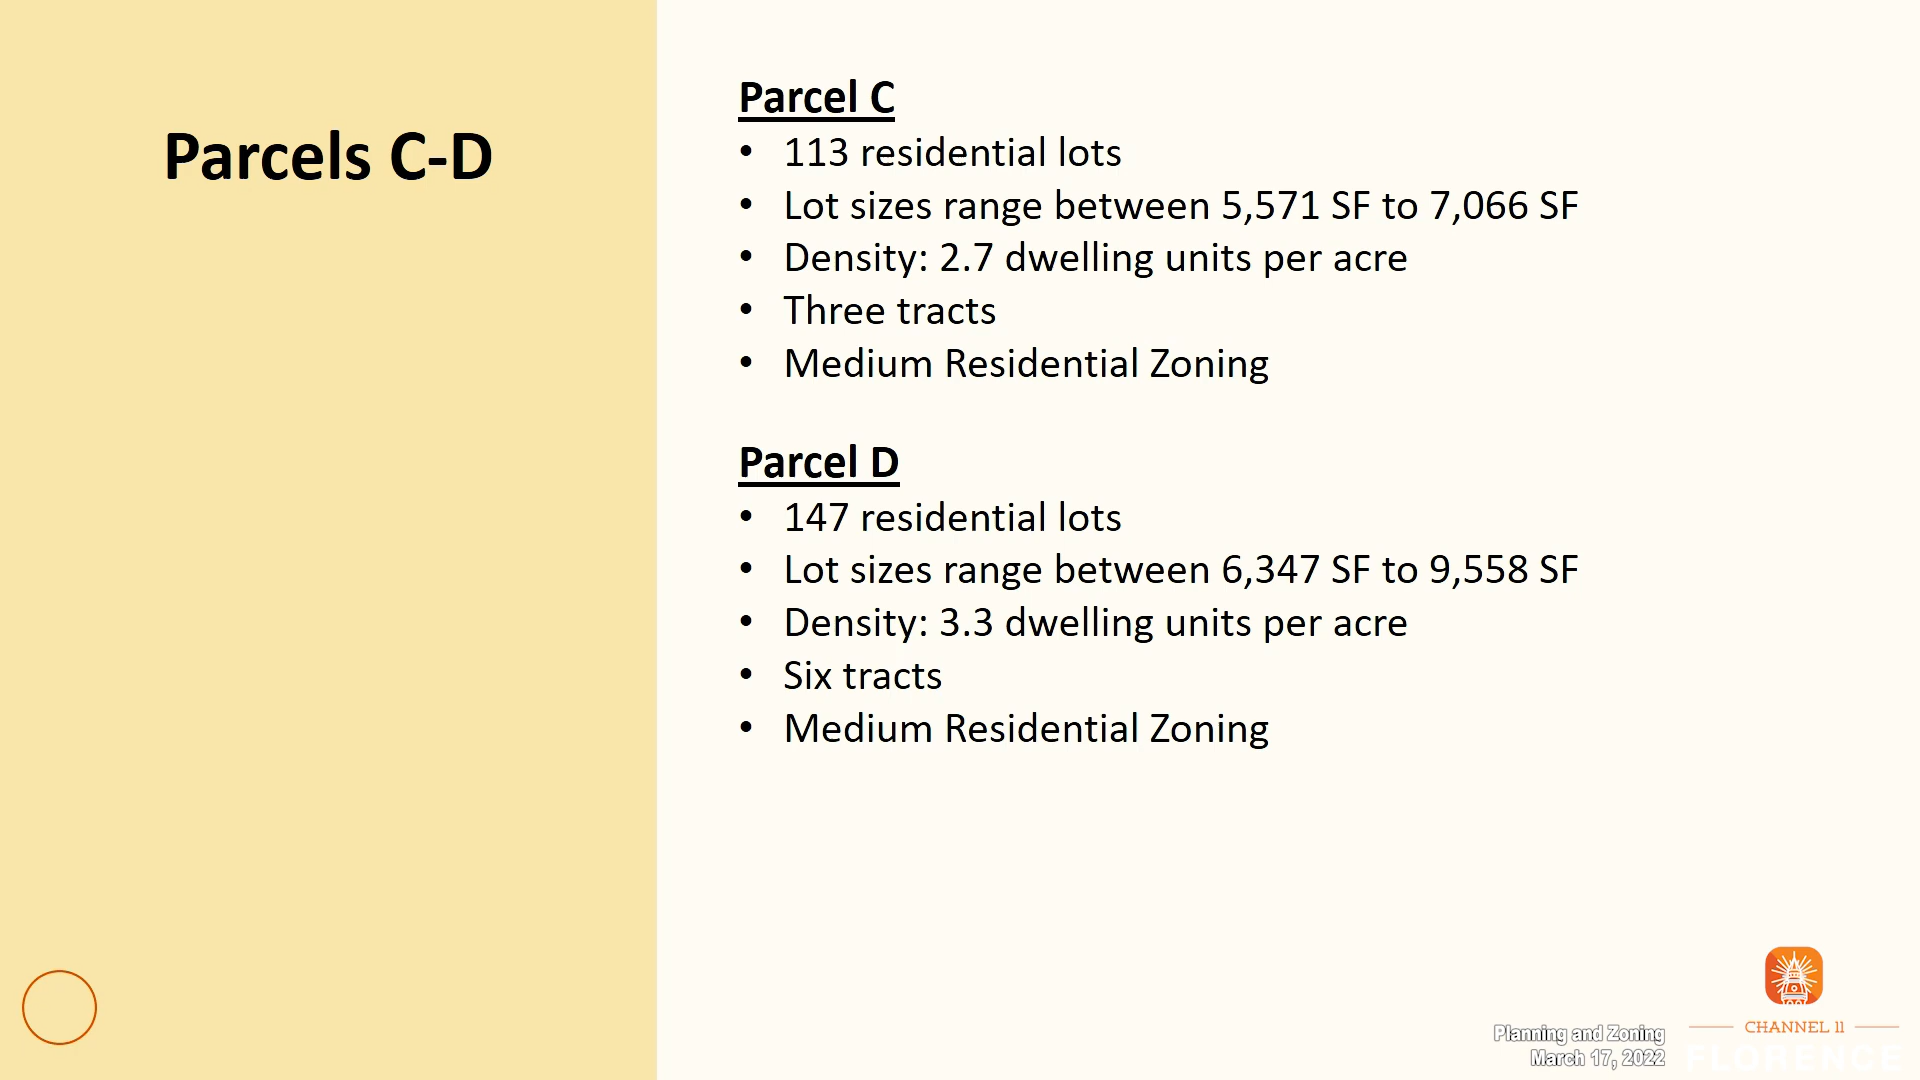 Parcels C-D
Parcel C
• 113 residential lots
• Lot sizes range between 5,571 SF to 7,066 SF
• Density: 2.7 dwelling units per acre
• Three tracts
• Medium Residential Zoning
Parcel D
• 147 residential lots
• Lot sizes range between 6,347 SF to 9,558 SF
• Density: 3.3 dwelling units per acre
• Six tracts
• Medium Residential Zoning
Planning and Zoning
March 17, 2022
CHANNEL 11
FLORENCE